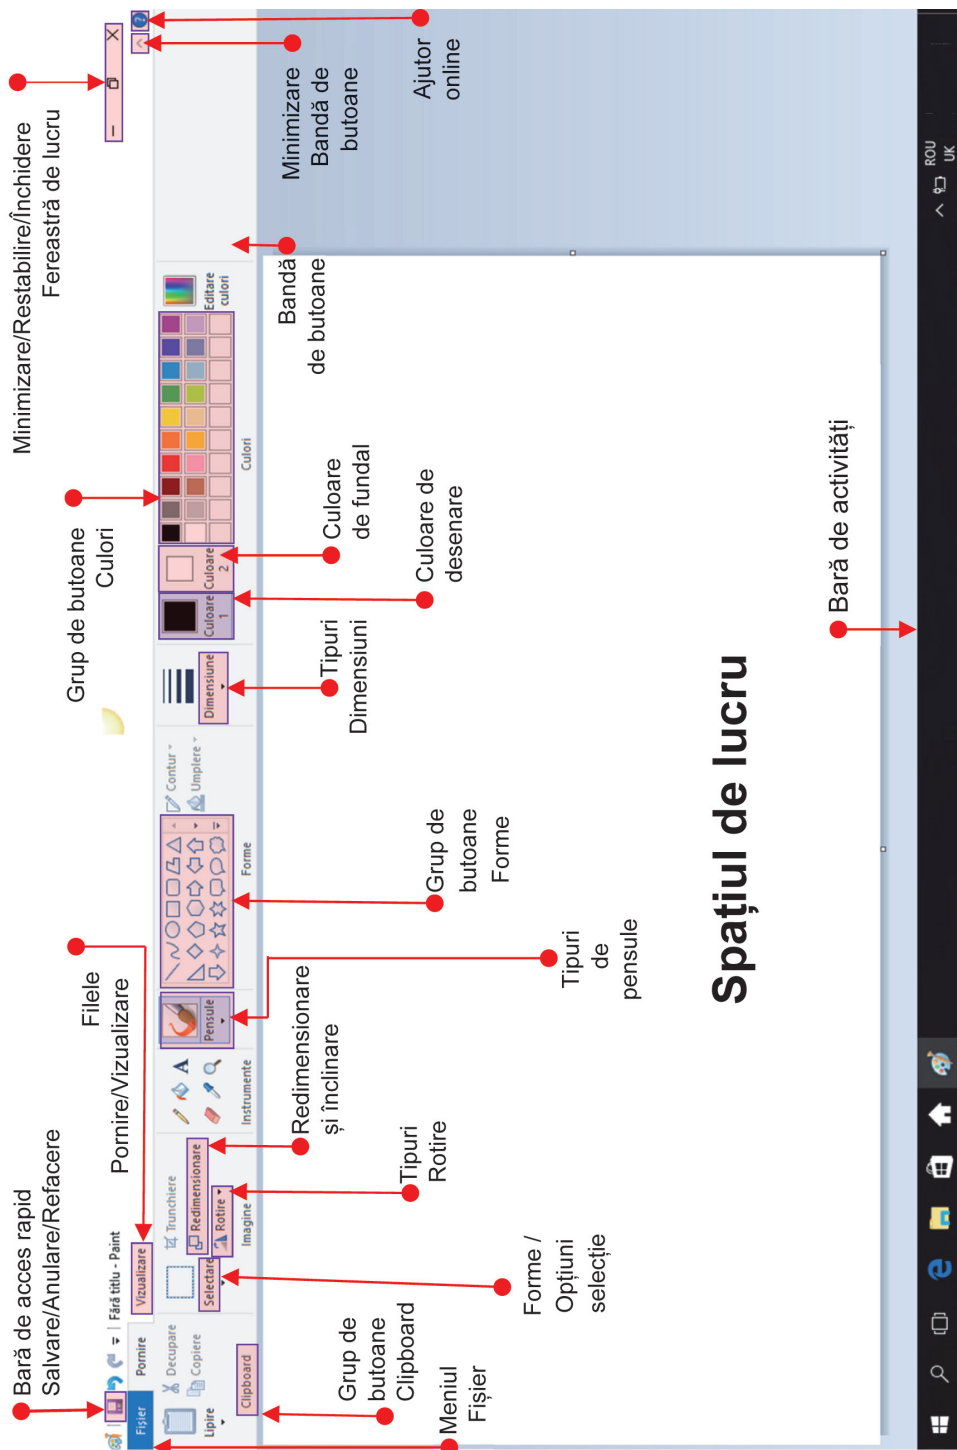 Bară de acces rapid
Salvare/Anulare/Refacere
Filele
Pornire/Vizualizare
Grup de butoane
Culori
Minimizare/Restabilire/Închidere
Fereastră de lucru
Fără titlu - Paint
Fișier
Pornire
Vizualizare
Lipire
Decupare
Copiere
Clipboard
Selectare
Trunchiere
Redimensionare
Rotire
Imagine
A
Instrumente
Pensule
Forme
Contur
Umplere
Dimensiune
Culoare
1
Culoare
2
Culori
Editare
culori
Meniul
Fișier
Grup de
butoane
Clipboard
Forme /
Opțiuni
selecție
Tipuri
Rotire
Redimensionare
și înclinare
Tipuri
de
pensule
Grup de
butoane
Forme
Tipuri
Dimensiuni
Culoare de
desenare
Culoare
de fundal
Bandă
de butoane
Minimizare
Bandă de
butoane
Ajutor
online
Spațiul de lucru
Bară de activități
ROU
UK